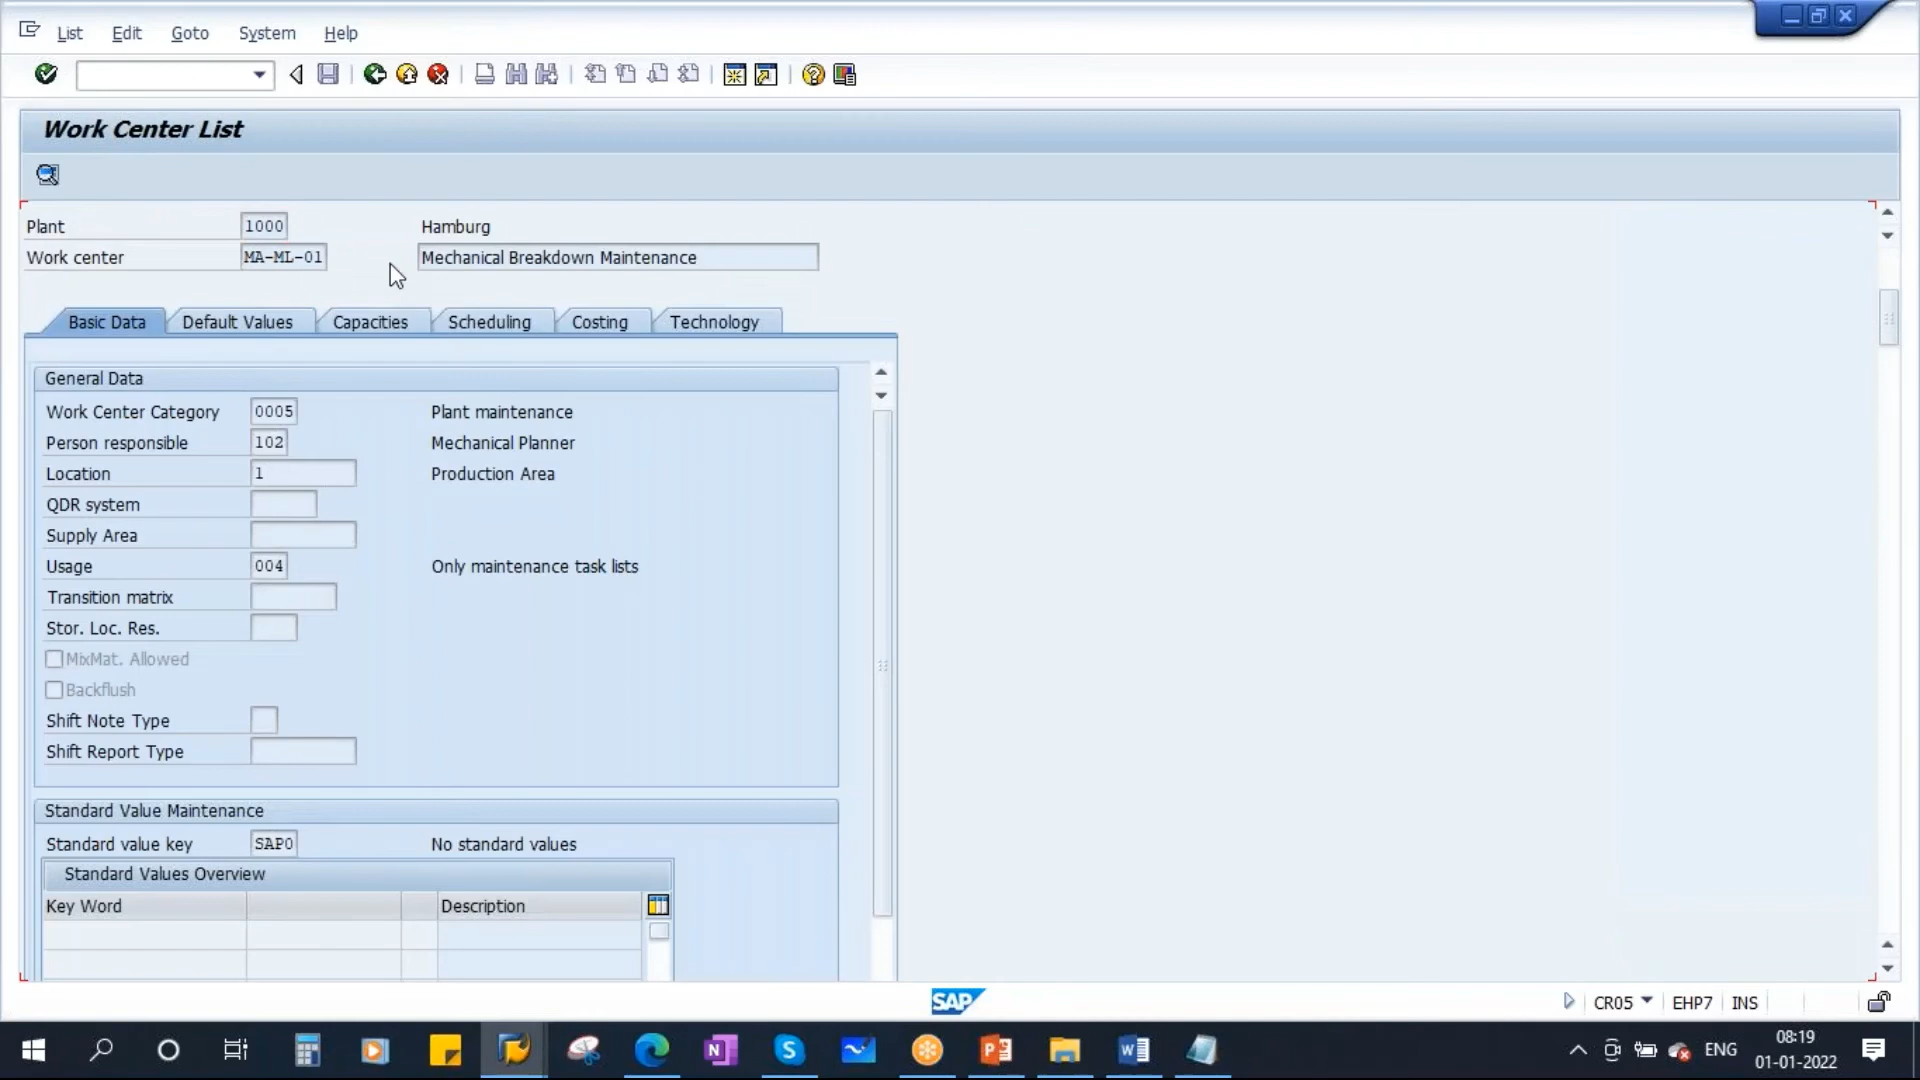 List Edit Goto System Help
Work Center List
Plant 1000 Hamburg
Work center MA-ML-01 Mechanical Breakdown Maintenance
Basic Data Default Values Capacities Scheduling Costing Technology
General Data
Work Center Category 0005 Plant maintenance
Person responsible 102 Mechanical Planner
Location 1 Production Area
QDR system
Supply Area
Usage 004 Only maintenance task lists
Transition matrix
Stor. Loc. Res.
MixMat. Allowed
Backflush
Shift Note Type
Shift Report Type
Standard Value Maintenance
Standard value key SAP0 No standard values
Standard Values Overview
Key Word Description
SAP CR05 EHP7 INS
N S P W ENG 08:19
01-01-2022